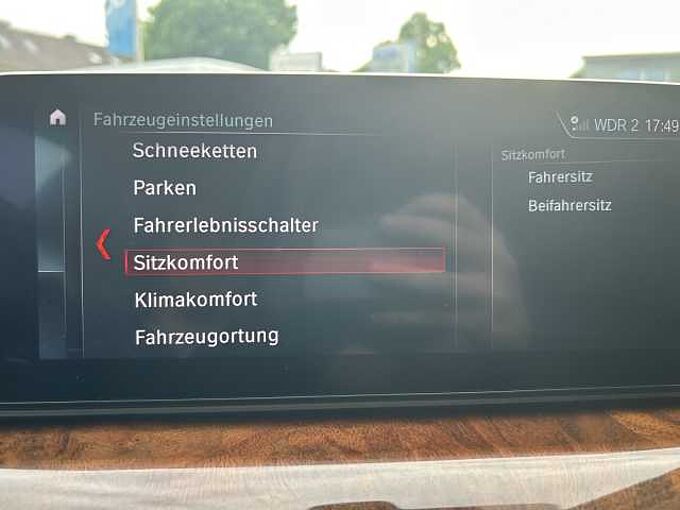 Fahrzeugeinstellungen
WDR 2 17:49
Schneeketten
Parken
Fahrerlebnisschalter
Sitzkomfort
Klimakomfort
Fahrzeugortung
Sitzkomfort
Fahrersitz
Beifahrersitz